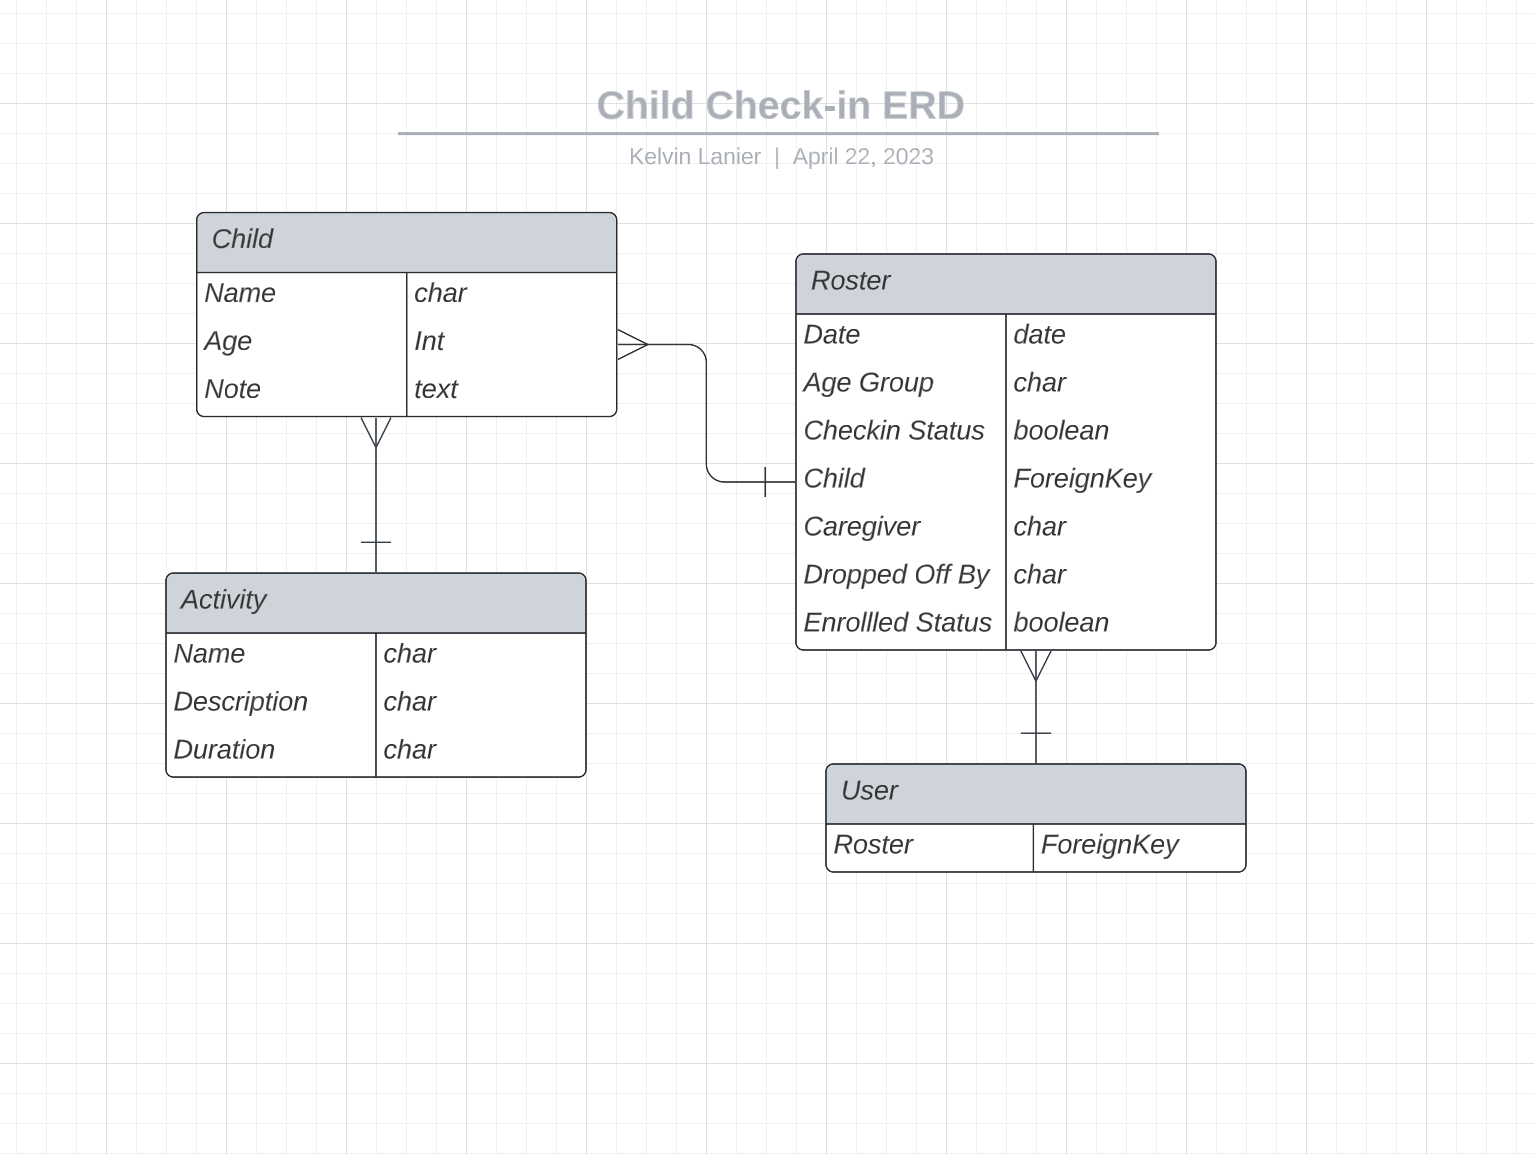 Child Check-in ERD
Kelvin Lanier | April 22, 2023
Child
Name char
Age Int
Note text
Roster
Date date
Age Group char
Checkin Status boolean
Child ForeignKey
Caregiver char
Dropped Off By char
Enrollled Status boolean
Activity
Name char
Description char
Duration char
User
Roster ForeignKey